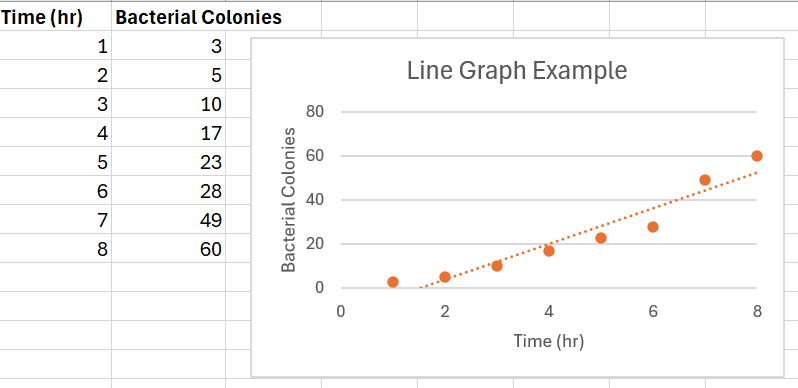 Time (hr) Bacterial Colonies
1 3
2 5
3 10
4 17
5 23
6 28
7 49
8 60
Line Graph Example
Bacterial Colonies
80
60
40
20
0
0 2 4 6 8
Time (hr)